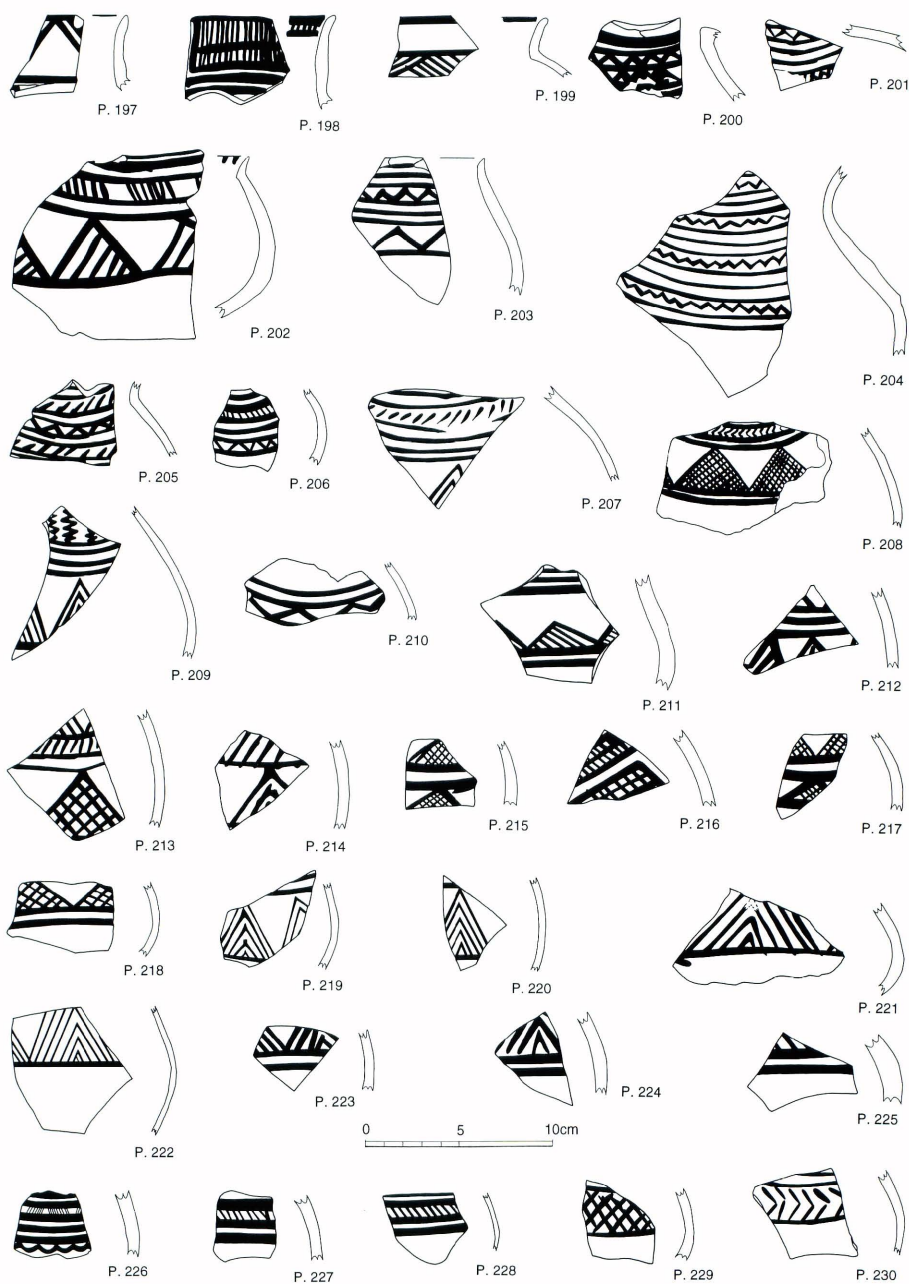 P. 197
P. 198
P. 199
P. 200
P. 201
P. 202
P. 203
P. 204
P. 205
P. 206
P. 207
P. 208
P. 209
P. 210
P. 211
P. 212
P. 213
P. 214
P. 215
P. 216
P. 217
P. 218
P. 219
P. 220
P. 221
P. 222
P. 223
P. 224
P. 225
0 5 10cm
P. 226
P. 227
P. 228
P. 229
P. 230